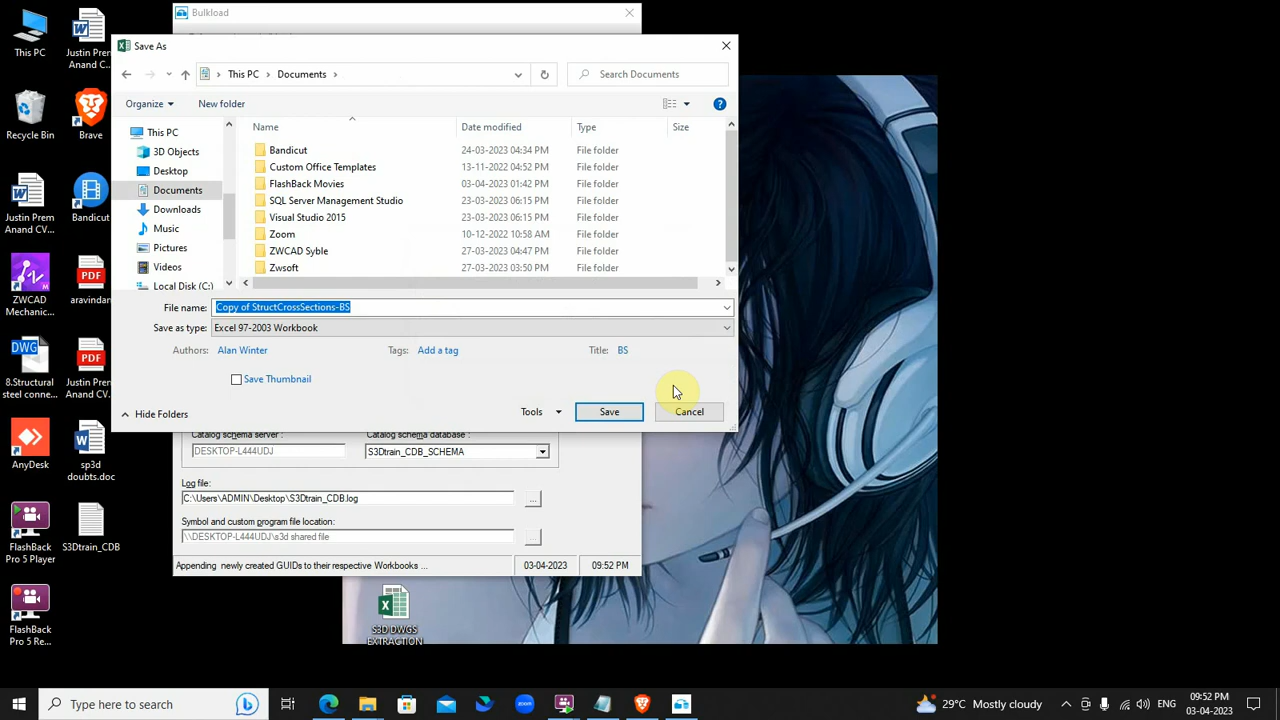 Bulkload
This PC
Justin Prem
Anand C...
Save As
This PC
Documents
Search Documents
Organize
New folder
Name
Date modified
Type
Size
Recycle Bin
Brave
This PC
3D Objects
Desktop
Documents
Downloads
Music
Pictures
Videos
Local Disk (C:)
Bandicut
24-03-2023 04:34 PM
File folder
Custom Office Templates
13-11-2022 04:52 PM
File folder
FlashBack Movies
03-04-2023 01:42 PM
File folder
SQL Server Management Studio
23-03-2023 06:15 PM
File folder
Visual Studio 2015
23-03-2023 06:15 PM
File folder
Zoom
10-12-2022 10:58 AM
File folder
ZWCAD Syble
27-03-2023 04:47 PM
File folder
Zwsoft
27-03-2023 03:50 PM
File folder
Justin Prem
Anand CV...
Bandicut
File name:
Copy of StructCrossSections-BS
Save as type:
Excel 97-2003 Workbook
Authors:
Alan Winter
Tags:
Add a tag
Title:
BS
Save Thumbnail
Hide Folders
Tools
Save
Cancel
ZWCAD
Mechanic...
PDF
aravindan...
DWG
8.Structural
steel conne...
PDF
Justin Prem
Anand CV...
AnyDesk
sp3d
doubts.doc
Catalog schema server :
Catalog schema database :
DESKTOP-L444UDJ
S3Dtrain_CDB_SCHEMA
Log file:
C:\Users\ADMIN\Desktop\S3Dtrain_CDB.log
...
Symbol and custom program file location:
\\DESKTOP-L444UDJ\s3d shared file
...
Appending newly created GUIDs to their respective Workbooks ...
03-04-2023
09:52 PM
FlashBack
Pro 5 Player
S3Dtrain_CDB
FlashBack
Pro 5 Re...
S3D DWGS
EXTRACTION
Type here to search
zoom
29°C Mostly cloudy
ENG
09:52 PM
03-04-2023